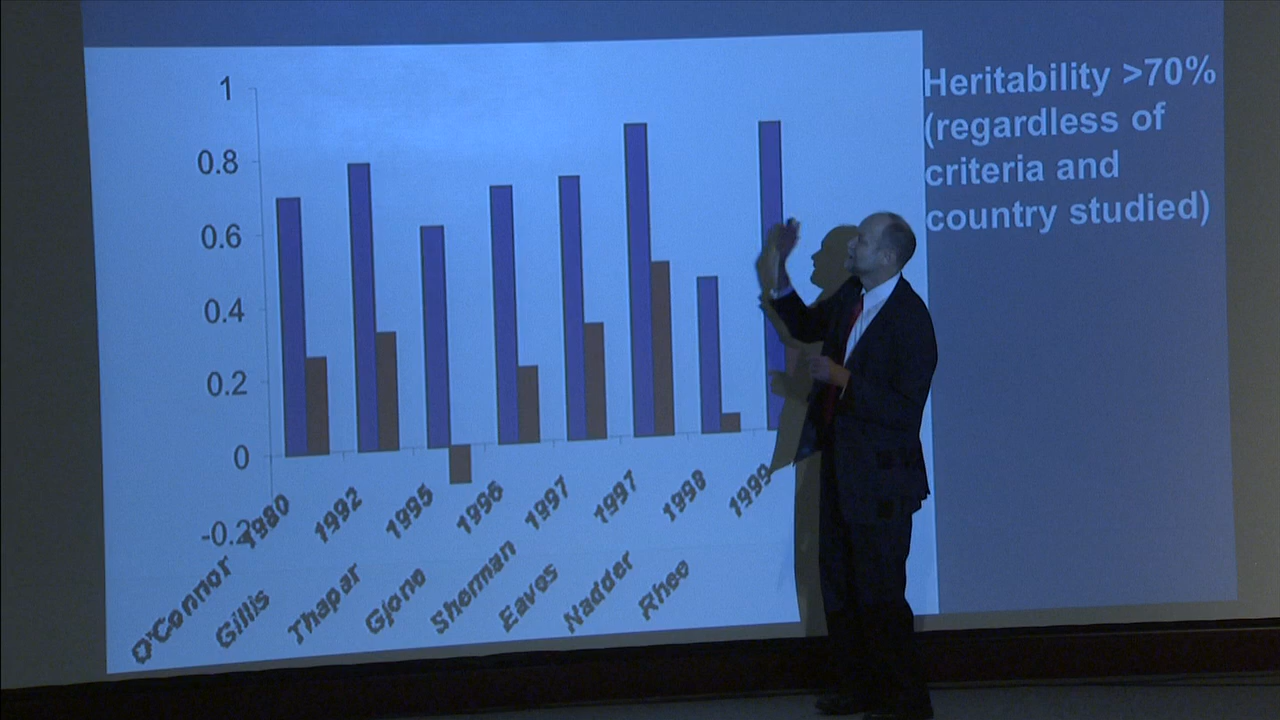 Heritability >70%
(regardless of
criteria and
country studied)
1
0.8
0.6
0.4
0.2
0
-0.2
O'Connor 1980
Gillis 1992
Thapar 1995
Gjone 1996
Sherman 1997
Eaves 1997
Nadder 1998
Rhee 1999